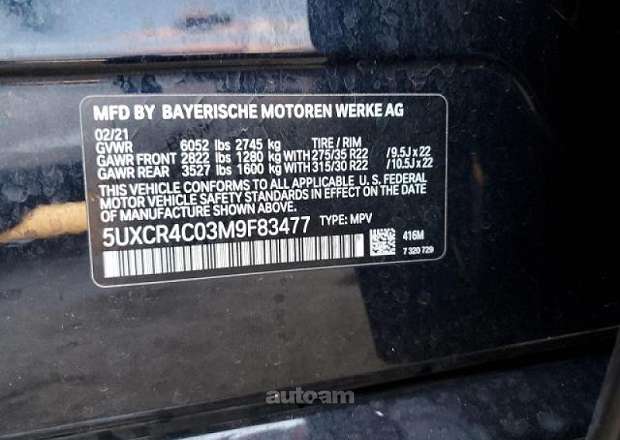 MFD BY BAYERISCHE MOTOREN WERKE AG
02/21
GVWR 6052 lbs 2745 kg TIRE / RIM
GAWR FRONT 2822 lbs 1280 kg WITH 275/35 R22 /9.5J x 22
GAWR REAR 3527 lbs 1600 kg WITH 315/30 R22 /10.5J x 22
THIS VEHICLE CONFORMS TO ALL APPLICABLE U. S. FEDERAL
MOTOR VEHICLE SAFETY STANDARDS IN EFFECT ON THE
DATE OF MANUFACTURE SHOWN ABOVE.
5UXCR4C03M9F83477 TYPE: MPV
416M
7 320 729
autoam